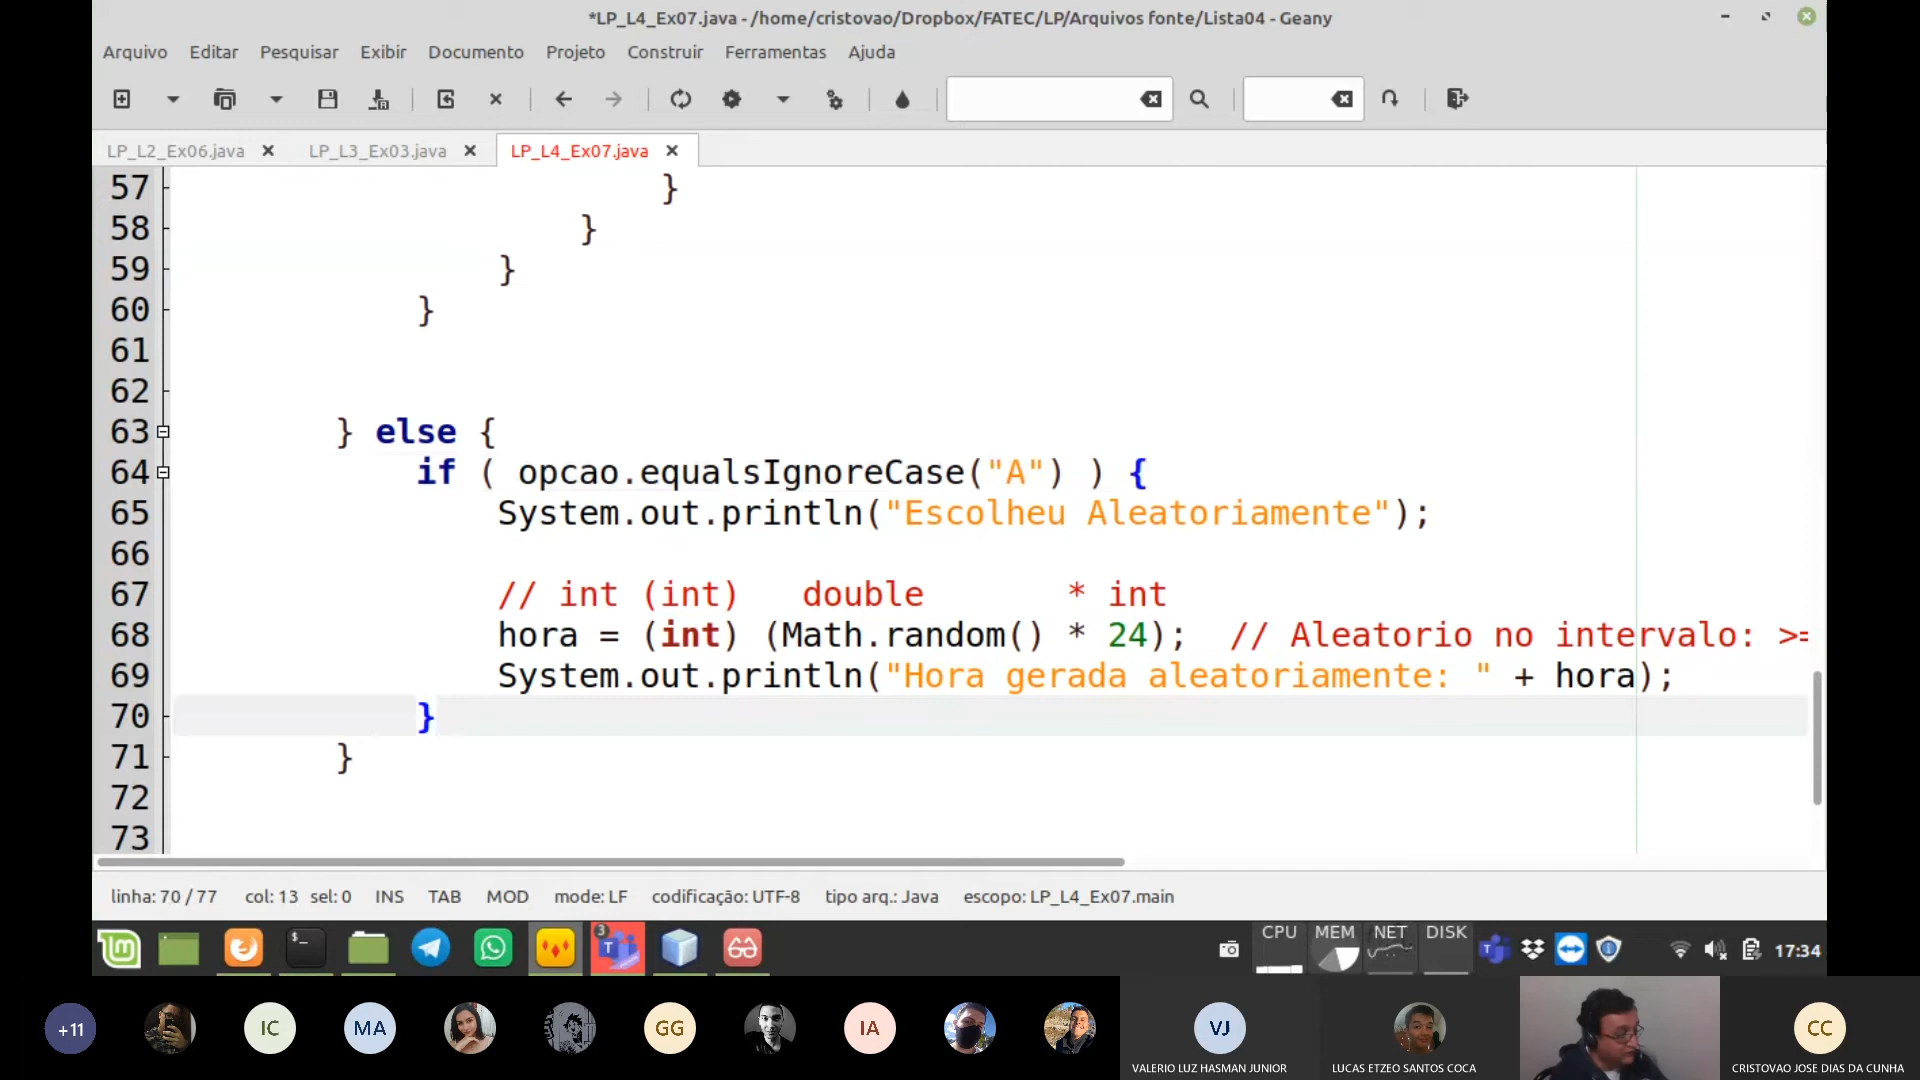 *LP_L4_Ex07.java - /home/cristovao/Dropbox/FATEC/LP/Arquivos fonte/Lista04 - Geany
Arquivo Editar Pesquisar Exibir Documento Projeto Construir Ferramentas Ajuda
LP_L2_Ex06.java LP_L3_Ex03.java LP_L4_Ex07.java
57 }
58 }
59 }
60 }
61
62
63 } else {
64 if ( opcao.equalsIgnoreCase("A") ) {
65 System.out.println("Escolheu Aleatoriamente");
66
67 // int (int)   double       * int
68 hora = (int) (Math.random() * 24);  // Aleatorio no intervalo: >=
69 System.out.println("Hora gerada aleatoriamente: " + hora);
70 }
71 }
72
73
linha: 70 / 77 col: 13 sel: 0 INS TAB MOD mode: LF codificação: UTF-8 tipo arq.: Java escopo: LP_L4_Ex07.main
3
CPU MEM NET DISK
17:34
+11 IC MA GG IA VJ CC
VALERIO LUZ HASMAN JUNIOR LUCAS ETZEO SANTOS COCA CRISTOVAO JOSE DIAS DA CUNHA